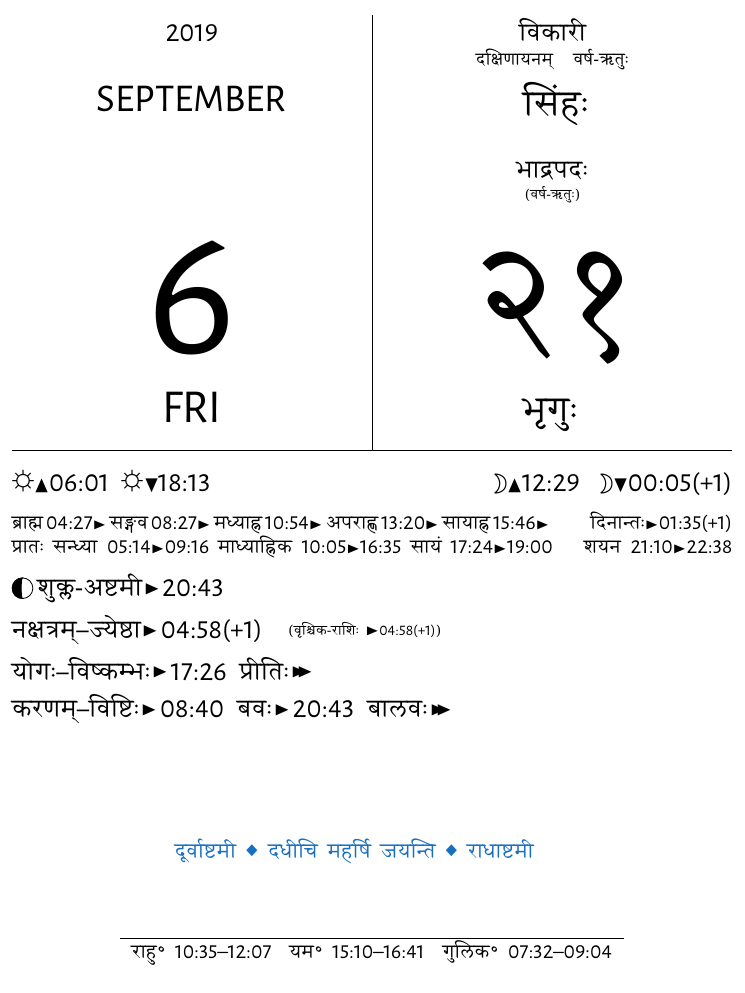 2019
SEPTEMBER
6
FRI
विकारी
दक्षिणायनम् वर्ष-ऋतुः
सिंहः
भाद्रपदः
(वर्ष-ऋतुः)
२१
भृगुः
☼▲06:01 ☼▼18:13 ☽▲12:29 ☽▼00:05(+1)
ब्राह्म 04:27► सङ्गव 08:27► मध्याह्न 10:54► अपराह्ण 13:20► सायाह्न 15:46► दिनान्तः►01:35(+1)
प्रातः सन्ध्या 05:14►09:16 माध्याह्निक 10:05►16:35 सायं 17:24►19:00 शयन 21:10►22:38
🌓 शुक्ल-अष्टमी► 20:43
नक्षत्रम्–ज्येष्ठा► 04:58(+1) (वृश्चिक-राशिः ►04:58(+1))
योगः–विष्कम्भः►17:26 प्रीतिः►►
करणम्–विष्टिः► 08:40 बवः►20:43 बालवः►►
दूर्वाष्टमी ◆ दधीचि महर्षि जयन्ति ◆ राधाष्टमी
राहु॰ 10:35–12:07 यम॰ 15:10–16:41 गुलिक॰ 07:32–09:04